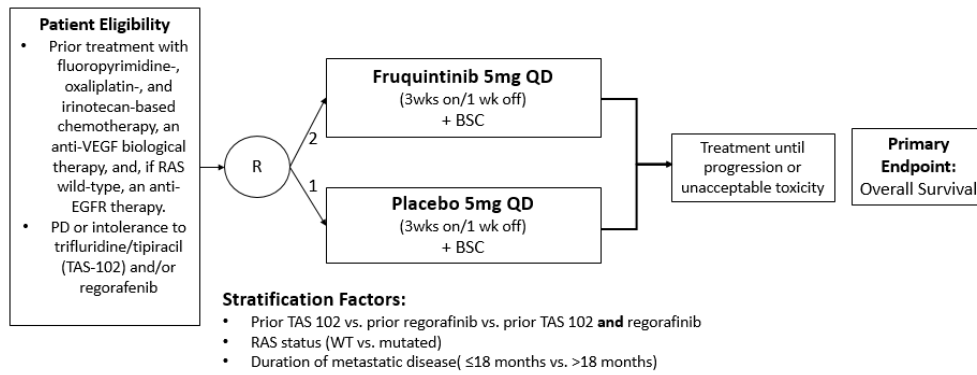 Patient Eligibility
• Prior treatment with
fluoropyrimidine-,
oxaliplatin-, and
irinotecan-based
chemotherapy, an
anti-VEGF biological
therapy, and, if RAS
wild-type, an anti-
EGFR therapy.
• PD or intolerance to
trifluridine/tipiracil
(TAS-102) and/or
regorafenib
R
2
1
Fruquintinib 5mg QD
(3wks on/1 wk off)
+ BSC
Placebo 5mg QD
(3wks on/1 wk off)
+ BSC
Treatment until
progression or
unacceptable toxicity
Primary
Endpoint:
Overall Survival
Stratification Factors:
• Prior TAS 102 vs. prior regorafinib vs. prior TAS 102 and regorafinib
• RAS status (WT vs. mutated)
• Duration of metastatic disease( ≤18 months vs. >18 months)